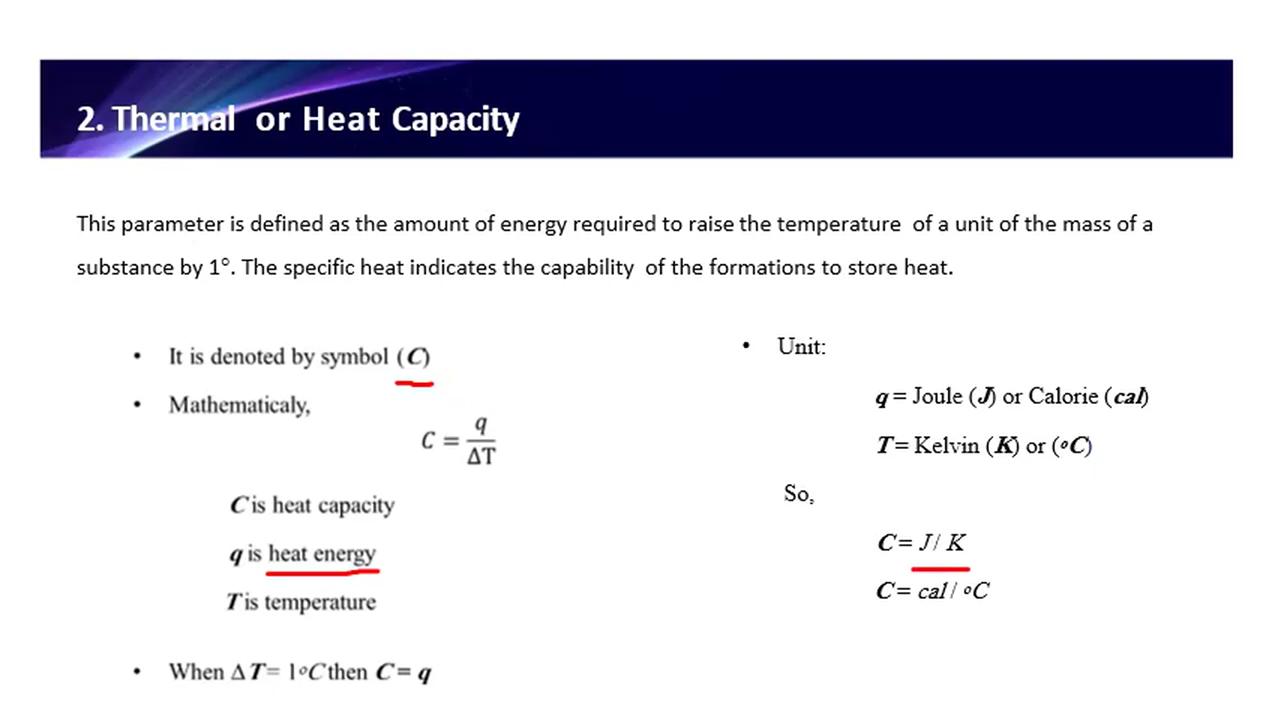 2. Thermal or Heat Capacity
This parameter is defined as the amount of energy required to raise the temperature of a unit of the mass of a
substance by 1°. The specific heat indicates the capability of the formations to store heat.
• It is denoted by symbol (C)
• Mathematicaly,
C = q/ΔT
C is heat capacity
q is heat energy
T is temperature
• When Δ T= 1°C then C= q
• Unit:
q = Joule (J) or Calorie (cal)
T= Kelvin (K) or (°C)
So,
C= J/ K
C= cal/ °C